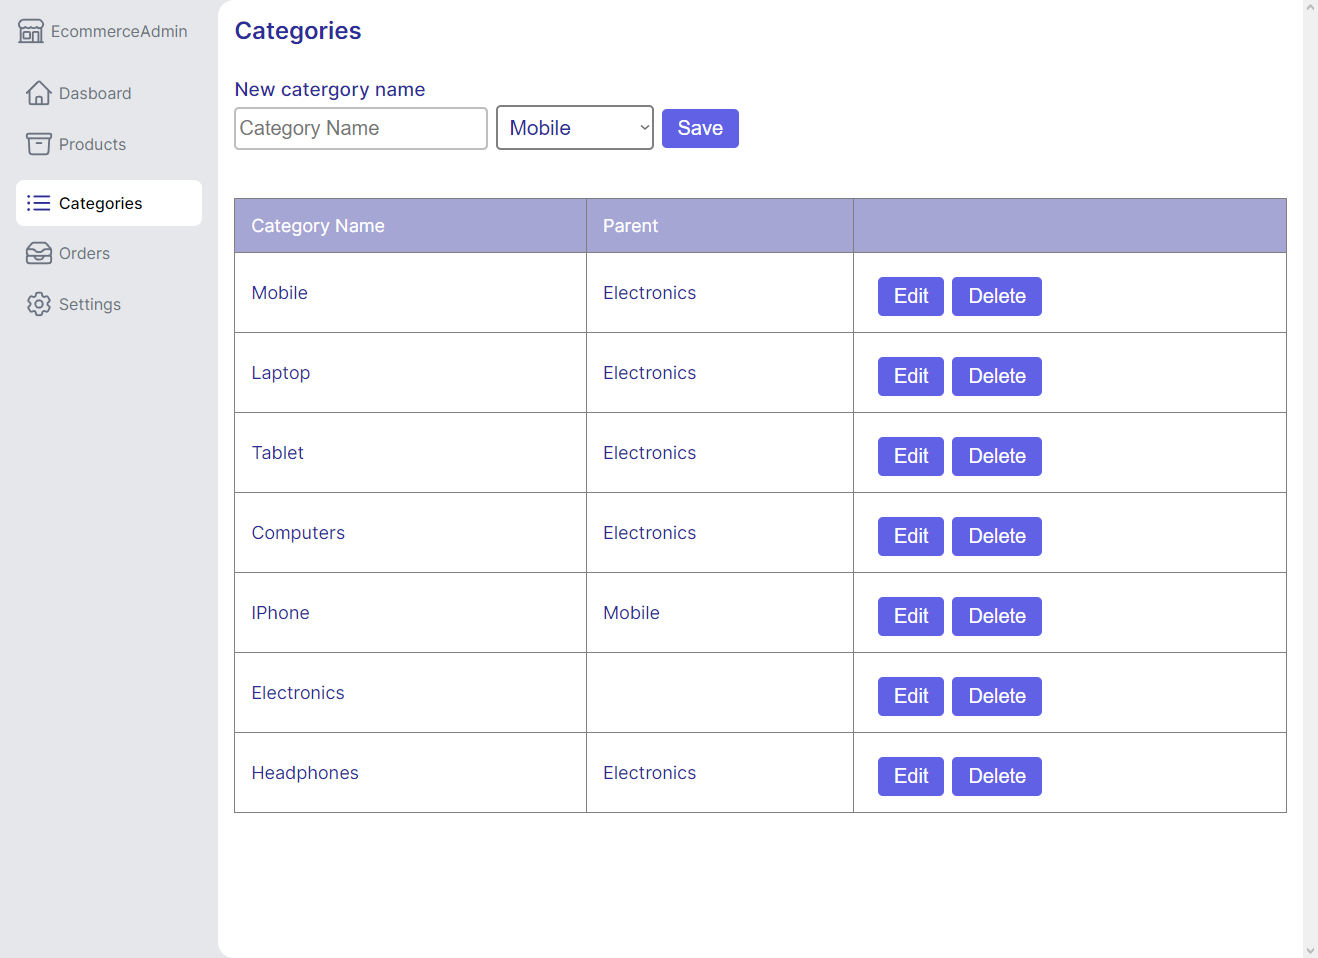 EcommerceAdmin
Dasboard
Products
Categories
Orders
Settings
Categories
New catergory name
Category Name Mobile Save
Category Name Parent
Mobile Electronics Edit Delete
Laptop Electronics Edit Delete
Tablet Electronics Edit Delete
Computers Electronics Edit Delete
IPhone Mobile Edit Delete
Electronics Edit Delete
Headphones Electronics Edit Delete